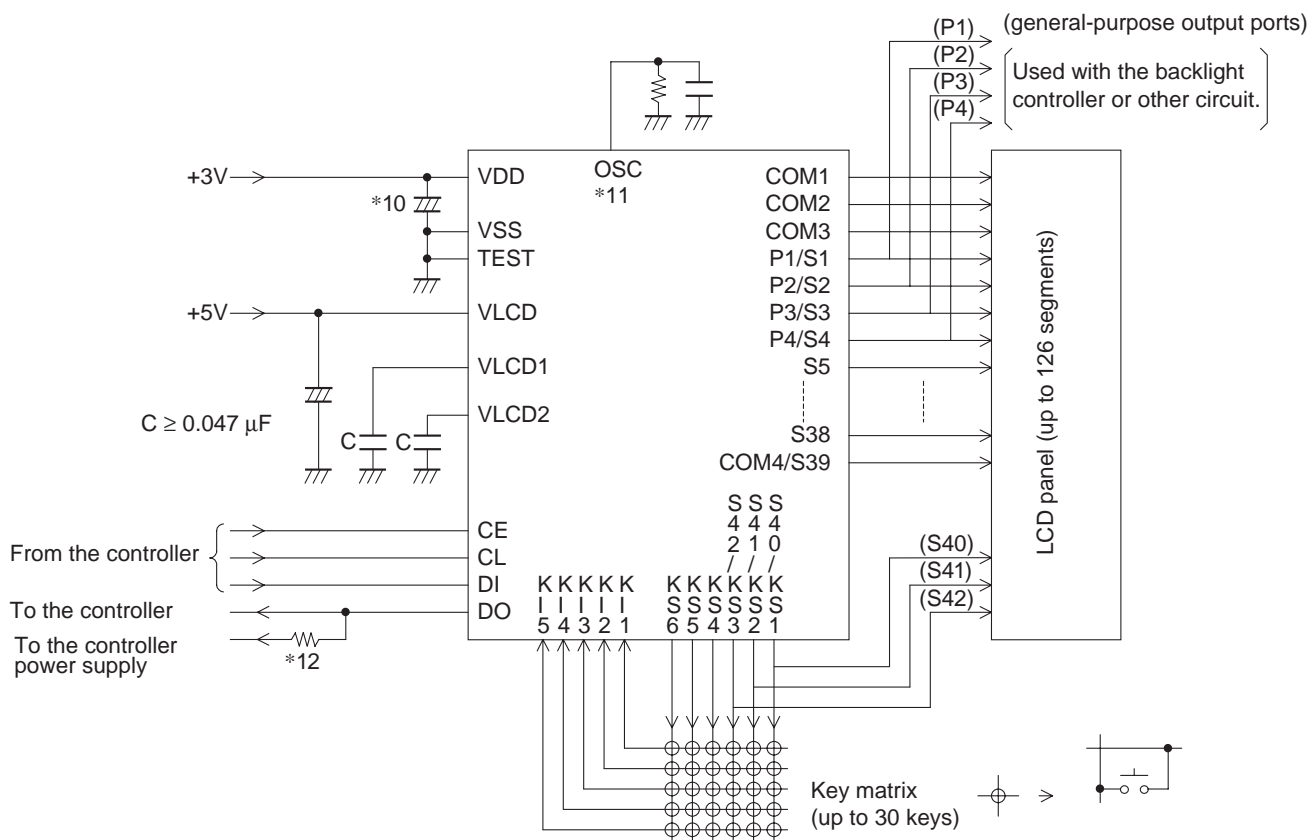 (P1)
(general-purpose output ports)
(P2)
(P3)
(P4)
Used with the backlight
controller or other circuit.
+3V
VDD
OSC
*11
COM1
*10
COM2
VSS
COM3
TEST
P1/S1
P2/S2
+5V
VLCD
P3/S3
P4/S4
VLCD1
S5
C ≥ 0.047 μF
VLCD2
C
C
S38
COM4/S39
LCD panel (up to 126 segments)
From the controller
CE
CL
DI
To the controller
DO
To the controller
power supply
*12
KI5
KI4
KI3
KI2
KI1
KS6
KS5
KS4
S42/KS3
S41/KS2
S40/KS1
(S40)
(S41)
(S42)
Key matrix
(up to 30 keys)